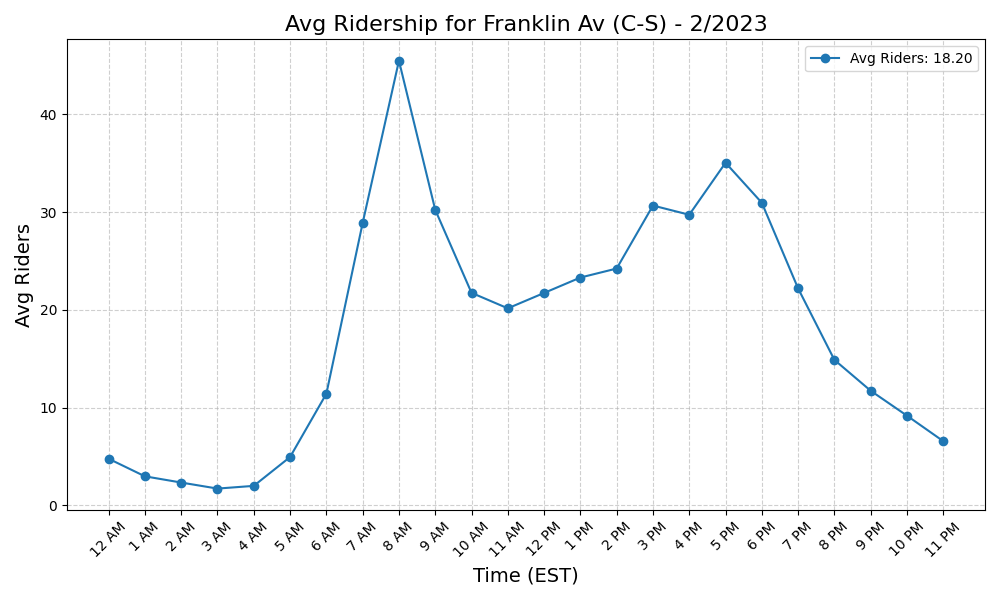 Avg Ridership for Franklin Av (C-S) - 2/2023
Avg Riders: 18.20
Avg Riders
40
30
20
10
0
12 AM
1 AM
2 AM
3 AM
4 AM
5 AM
6 AM
7 AM
8 AM
9 AM
10 AM
11 AM
12 PM
1 PM
2 PM
3 PM
4 PM
5 PM
6 PM
7 PM
8 PM
9 PM
10 PM
11 PM
Time (EST)